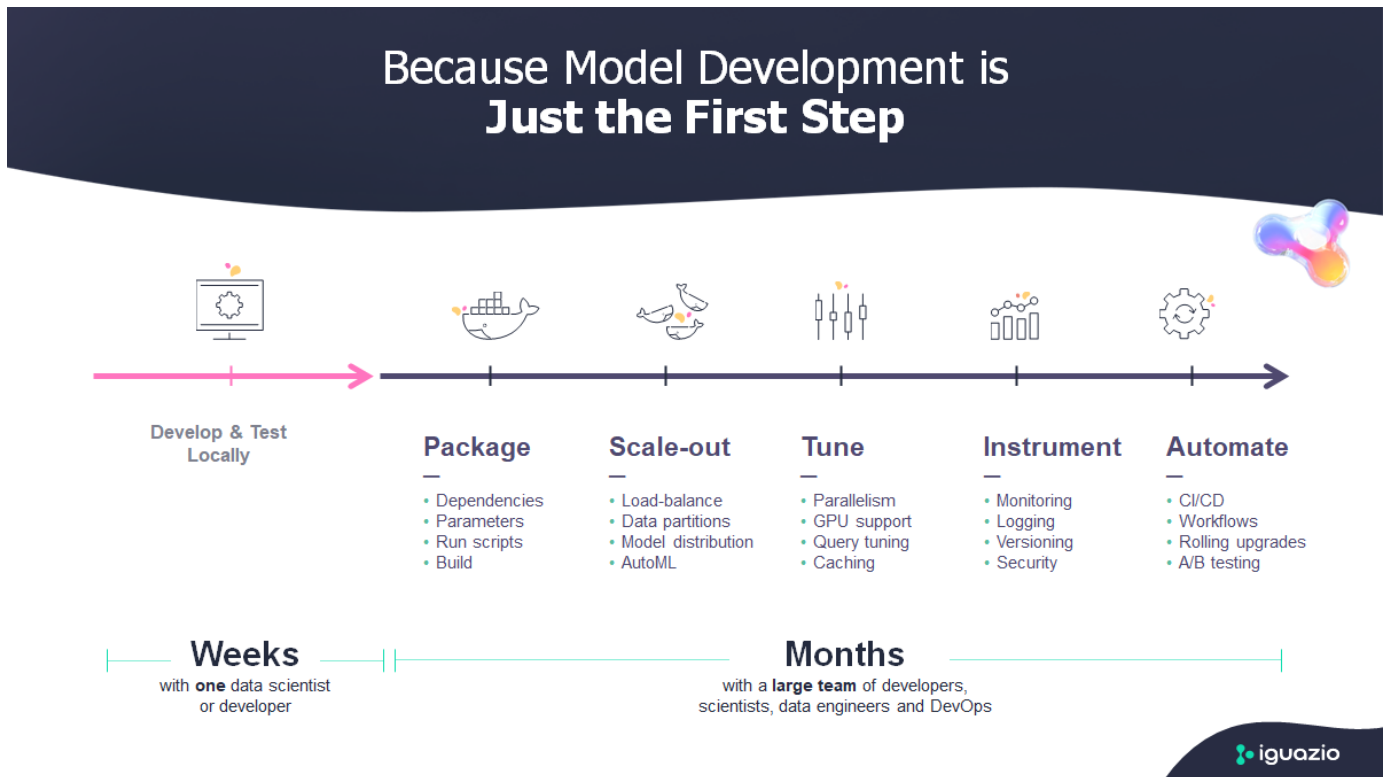 Because Model Development is
Just the First Step
Develop & Test
Locally
Package
—
• Dependencies
• Parameters
• Run scripts
• Build
Scale-out
—
• Load-balance
• Data partitions
• Model distribution
• AutoML
Tune
—
• Parallelism
• GPU support
• Query tuning
• Caching
Instrument
—
• Monitoring
• Logging
• Versioning
• Security
Automate
—
• CI/CD
• Workflows
• Rolling upgrades
• A/B testing
Weeks
with one data scientist
or developer
Months
with a large team of developers,
scientists, data engineers and DevOps
iguazio